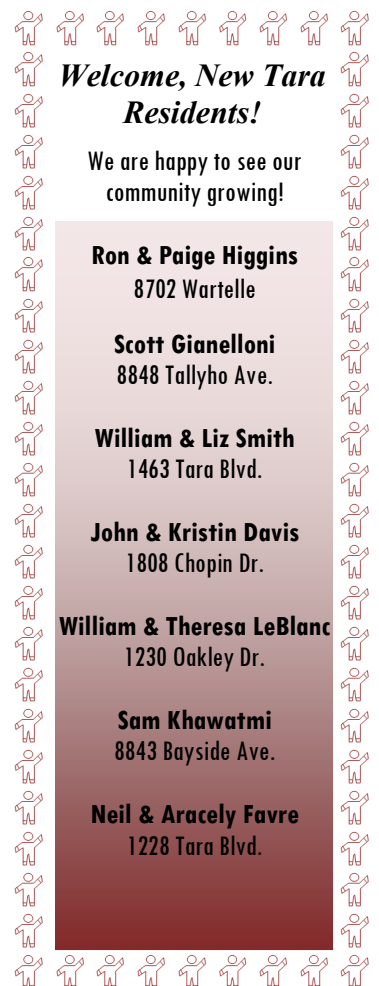 Welcome, New Tara
Residents!
We are happy to see our
community growing!
Ron & Paige Higgins
8702 Wartelle
Scott Gianelloni
8848 Tallyho Ave.
William & Liz Smith
1463 Tara Blvd.
John & Kristin Davis
1808 Chopin Dr.
William & Theresa LeBlanc
1230 Oakley Dr.
Sam Khawatmi
8843 Bayside Ave.
Neil & Aracely Favre
1228 Tara Blvd.